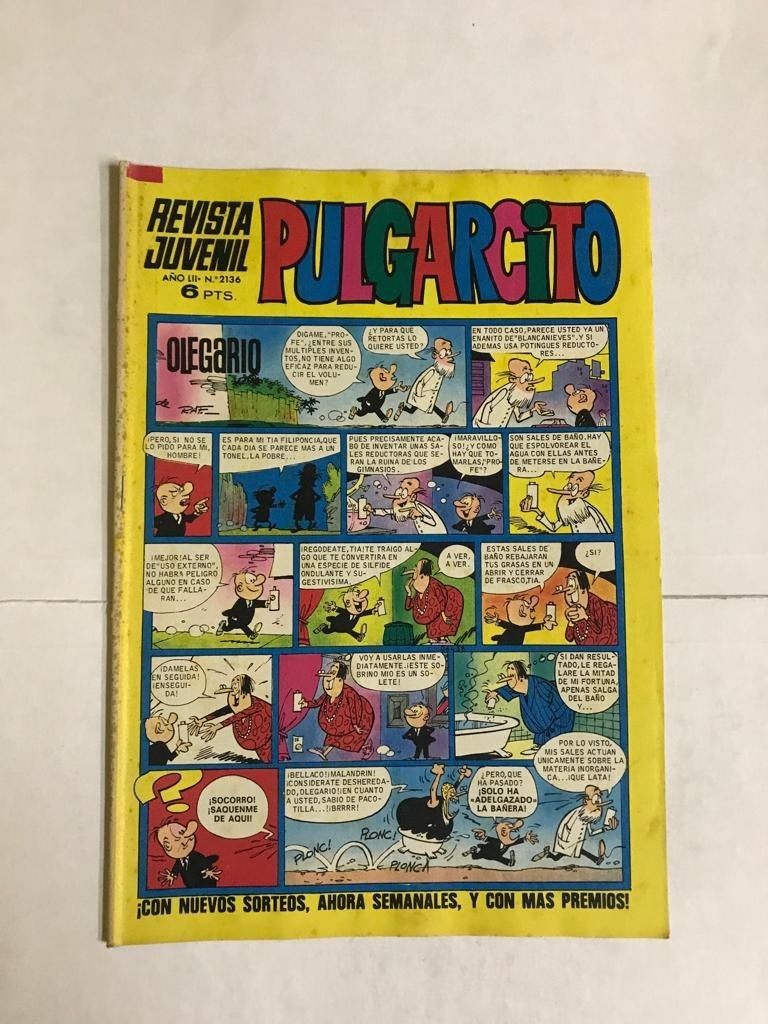 REVISTA
JUVENIL
AÑO LII • N.° 2136
6 PTS.
PULGARCITO
OLEGARIO
de RAF
DIGAME, "PRO-
FE", ¿ENTRE SUS
MULTIPLES INVEN-
TOS, NO TIENE ALGO
EFICAZ PARA REDU-
CIR EL VOLU-
MEN?
¿Y PARA QUE
RETORTAS LO
QUIERE USTED?
EN TODO CASO, PARECE USTED YA UN
ENANITO DE "BLANCANIEVES". Y SI
ADEMAS USA POTINGUES REDUCTO-
RES...
¡PERO, SI NO SE
LO PIDO PARA MI,
HOMBRE!
ES PARA MI TIA FILIPONCIA, QUE
CADA DIA SE PARECE MAS A UN
TONEL, LA POBRE...
PUES PRECISAMENTE ACA-
BO DE INVENTAR UNAS SA-
LES REDUCTORAS QUE SE-
RAN LA RUINA DE LOS
GIMNASIOS.
¡MARAVILLO-
SO! ¿Y COMO
HAY QUE TO-
MARLAS, "PRO-
FE"?
SON SALES DE BAÑO. HAY
QUE ESPOLVOREAR EL
AGUA CON ELLAS ANTES
DE METERSE EN LA BAÑE-
RA...
¡MEJOR! AL SER
DE "USO EXTERNO",
NO HABRA PELIGRO
ALGUNO EN CASO
DE QUE FALLA-
RAN...
¡REGODEATE, TIA! TE TRAIGO AL-
GO QUE TE CONVERTIRA EN
UNA ESPECIE DE SILFIDE
ONDULANTE Y SU-
GESTIVISIMA.
A VER,
A VER.
ESTAS SALES DE
BAÑO REBAJARAN
TUS GRASAS EN UN
ABRIR Y CERRAR
DE FRASCO, TIA.
¿SI?
¡DAMELAS
EN SEGUIDA!
¡ENSEGUI-
DA!
VOY A USARLAS INME-
DIATAMENTE. ¡ESTE SO-
BRINO MIO ES UN SO-
LETE!
SI DAN RESUL-
TADO, LE REGA-
LARE LA MITAD
DE MI FORTUNA,
APENAS SALGA
DEL BAÑO
Y...
?
¡SOCORRO!
¡SAQUENME
DE AQUI!
¡BELLACO! ¡MALANDRIN!
¡CONSIDERATE DESHEREDA-
DO, OLEGARIO! ¡EN CUANTO
A USTED, SABIO DE PACO-
TILLA...! ¡BRRRR!
PLONC!
PLONC!
PLONCA
¿PERO, QUE
HA PASADO?
¡SOLO HA
«ADELGAZADO»
LA BAÑERA!
POR LO VISTO,
MIS SALES ACTUAN
UNICAMENTE SOBRE LA
MATERIA INORGANI-
CA... ¡QUE LATA!
¡CON NUEVOS SORTEOS, AHORA SEMANALES, Y CON MAS PREMIOS!